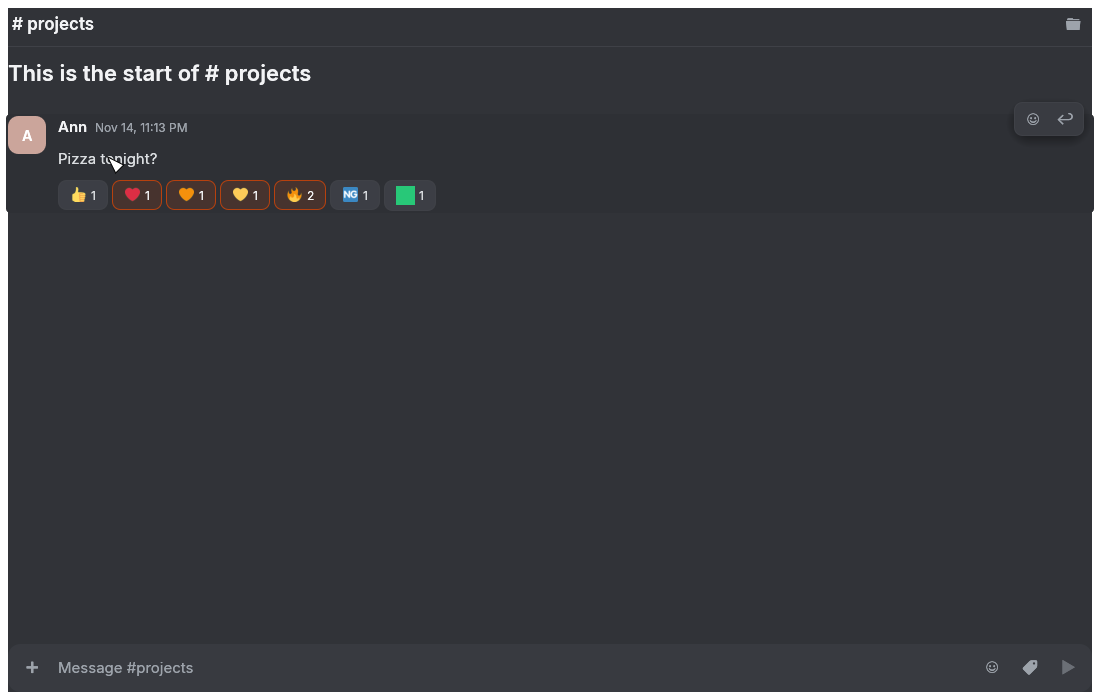 # projects
This is the start of # projects
A
Ann Nov 14, 11:13 PM
Pizza tonight?
1 1 1 1 2 NG 1 1
Message #projects